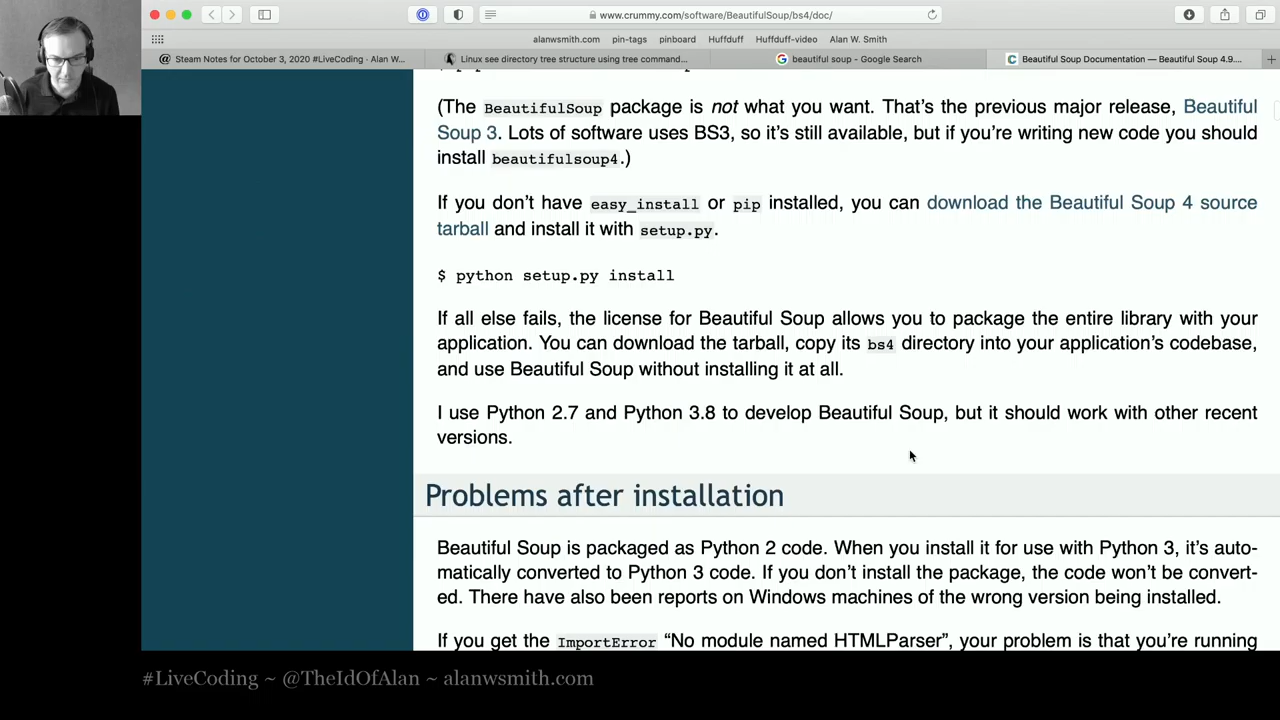 www.crummy.com/software/BeautifulSoup/bs4/doc/
alanwsmith.com pin-tags pinboard Huffduff Huffduff-video Alan W. Smith
@ Steam Notes for October 3, 2020 #LiveCoding · Alan W...
Linux see directory tree structure using tree command...
beautiful soup - Google Search
Beautiful Soup Documentation — Beautiful Soup 4.9....
(The BeautifulSoup package is not what you want. That’s the previous major release, Beautiful
Soup 3. Lots of software uses BS3, so it’s still available, but if you’re writing new code you should
install beautifulsoup4.)
If you don’t have easy_install or pip installed, you can download the Beautiful Soup 4 source
tarball and install it with setup.py.
$ python setup.py install
If all else fails, the license for Beautiful Soup allows you to package the entire library with your
application. You can download the tarball, copy its bs4 directory into your application’s codebase,
and use Beautiful Soup without installing it at all.
I use Python 2.7 and Python 3.8 to develop Beautiful Soup, but it should work with other recent
versions.
Problems after installation
Beautiful Soup is packaged as Python 2 code. When you install it for use with Python 3, it’s auto-
matically converted to Python 3 code. If you don’t install the package, the code won’t be convert-
ed. There have also been reports on Windows machines of the wrong version being installed.
If you get the ImportError “No module named HTMLParser”, your problem is that you’re running
#LiveCoding ~ @TheIdOfAlan ~ alanwsmith.com